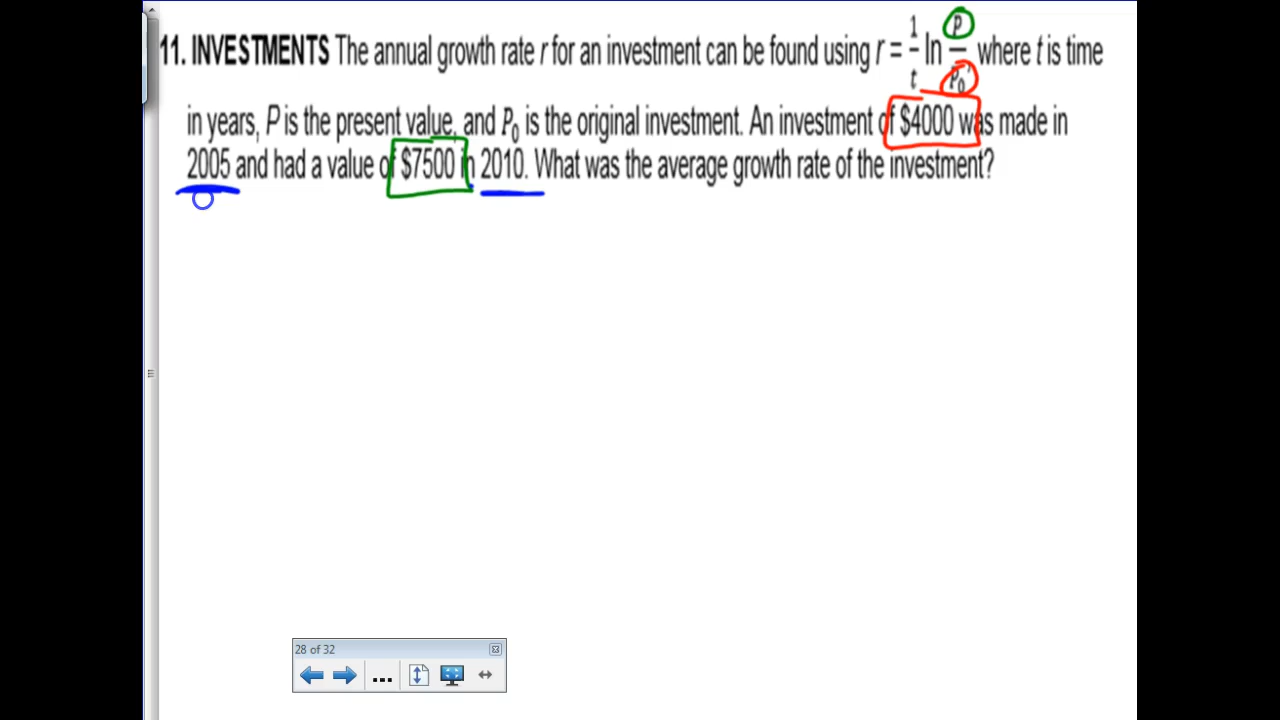 11. INVESTMENTS The annual growth rate r for an investment can be found using r = 1/t ln P/P₀, where t is time
in years, P is the present value, and P₀ is the original investment. An investment of $4000 was made in
2005 and had a value of $7500 in 2010. What was the average growth rate of the investment?
28 of 32
...